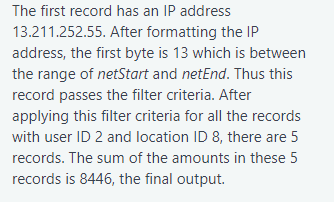 The first record has an IP address
13.211.252.55. After formatting the IP
address, the first byte is 13 which is between
the range of netStart and netEnd. Thus this
record passes the filter criteria. After
applying this filter criteria for all the records
with user ID 2 and location ID 8, there are 5
records. The sum of the amounts in these 5
records is 8446, the final output.